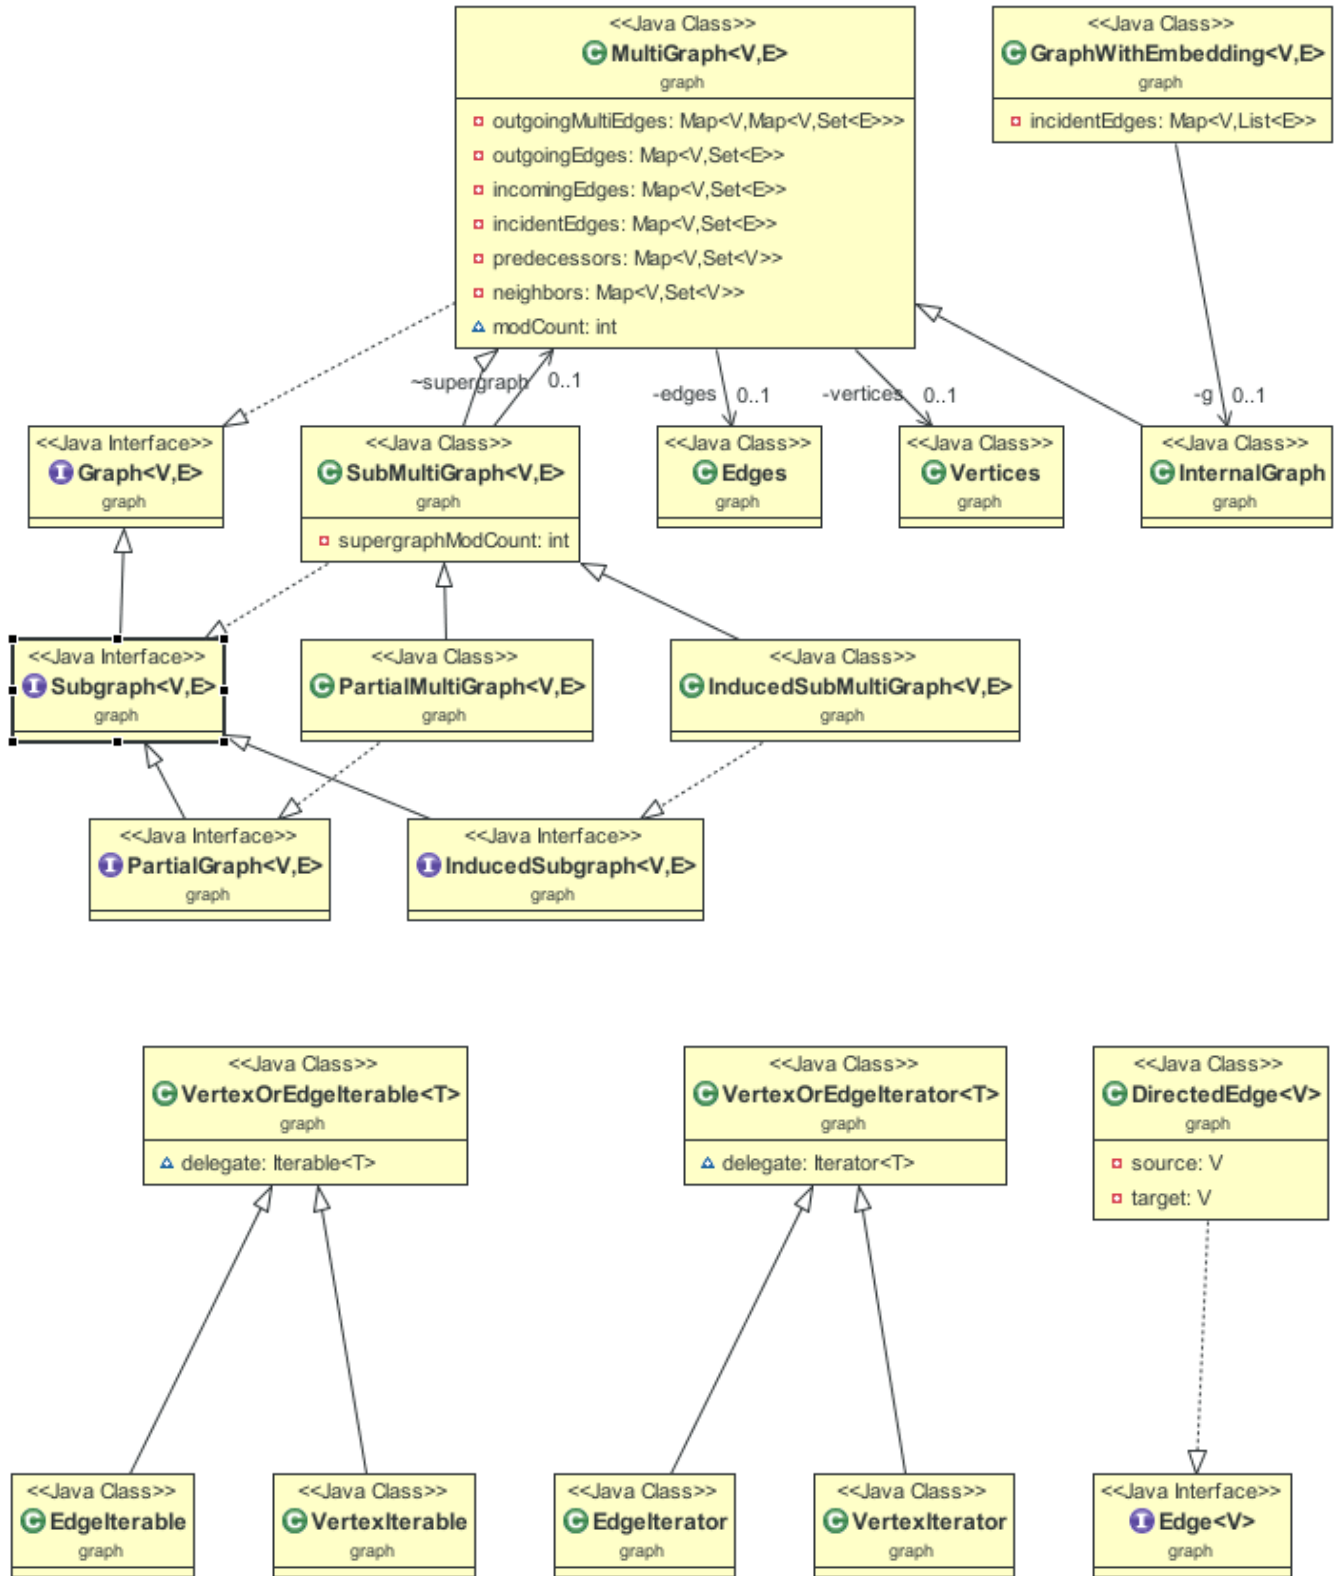 <<Java Class>>
MultiGraph<V,E>
graph
outgoingMultiEdges: Map<V,Map<V,Set<E>>>
outgoingEdges: Map<V,Set<E>>
incomingEdges: Map<V,Set<E>>
incidentEdges: Map<V,Set<E>>
predecessors: Map<V,Set<V>>
neighbors: Map<V,Set<V>>
modCount: int
<<Java Class>>
GraphWithEmbedding<V,E>
graph
incidentEdges: Map<V,List<E>>
~supergraph
0..1
-edges
0..1
-vertices
0..1
-g
0..1
<<Java Interface>>
Graph<V,E>
graph
<<Java Class>>
SubMultiGraph<V,E>
graph
supergraphModCount: int
<<Java Class>>
Edges
graph
<<Java Class>>
Vertices
graph
<<Java Class>>
InternalGraph
graph
<<Java Interface>>
Subgraph<V,E>
graph
<<Java Class>>
PartialMultiGraph<V,E>
graph
<<Java Class>>
InducedSubMultiGraph<V,E>
graph
<<Java Interface>>
PartialGraph<V,E>
graph
<<Java Interface>>
InducedSubgraph<V,E>
graph
<<Java Class>>
VertexOrEdgeIterable<T>
graph
delegate: Iterable<T>
<<Java Class>>
VertexOrEdgeIterator<T>
graph
delegate: Iterator<T>
<<Java Class>>
DirectedEdge<V>
graph
source: V
target: V
<<Java Class>>
EdgeIterable
graph
<<Java Class>>
VertexIterable
graph
<<Java Class>>
EdgeIterator
graph
<<Java Class>>
VertexIterator
graph
<<Java Interface>>
Edge<V>
graph